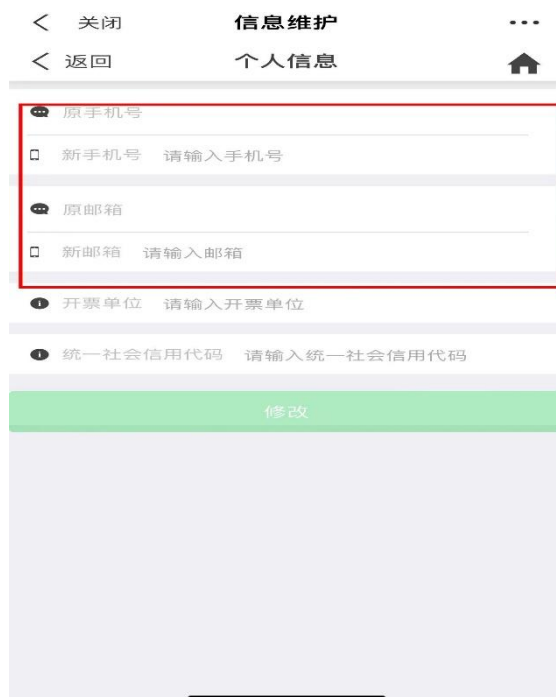 关闭 信息维护
返回 个人信息
原手机号
新手机号 请输入手机号
原邮箱
新邮箱 请输入邮箱
开票单位 请输入开票单位
统一社会信用代码 请输入统一社会信用代码
修改